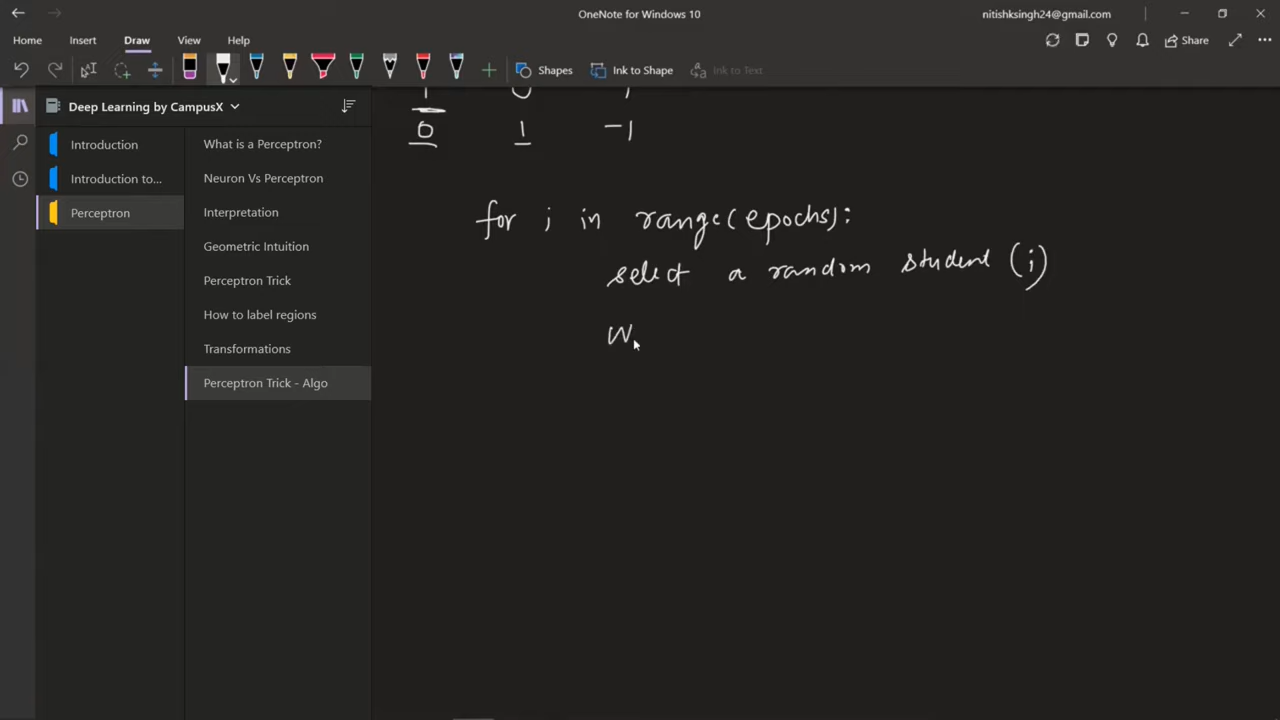 OneNote for Windows 10
nitishksingh24@gmail.com
Home Insert Draw View Help
Share
Shapes Ink to Shape Ink to Text
Deep Learning by CampusX
Introduction
Introduction to...
Perceptron
What is a Perceptron?
Neuron Vs Perceptron
Interpretation
Geometric Intuition
Perceptron Trick
How to label regions
Transformations
Perceptron Trick - Algo
0 1 -1
for i in range(epochs):
select a random student (i)
W